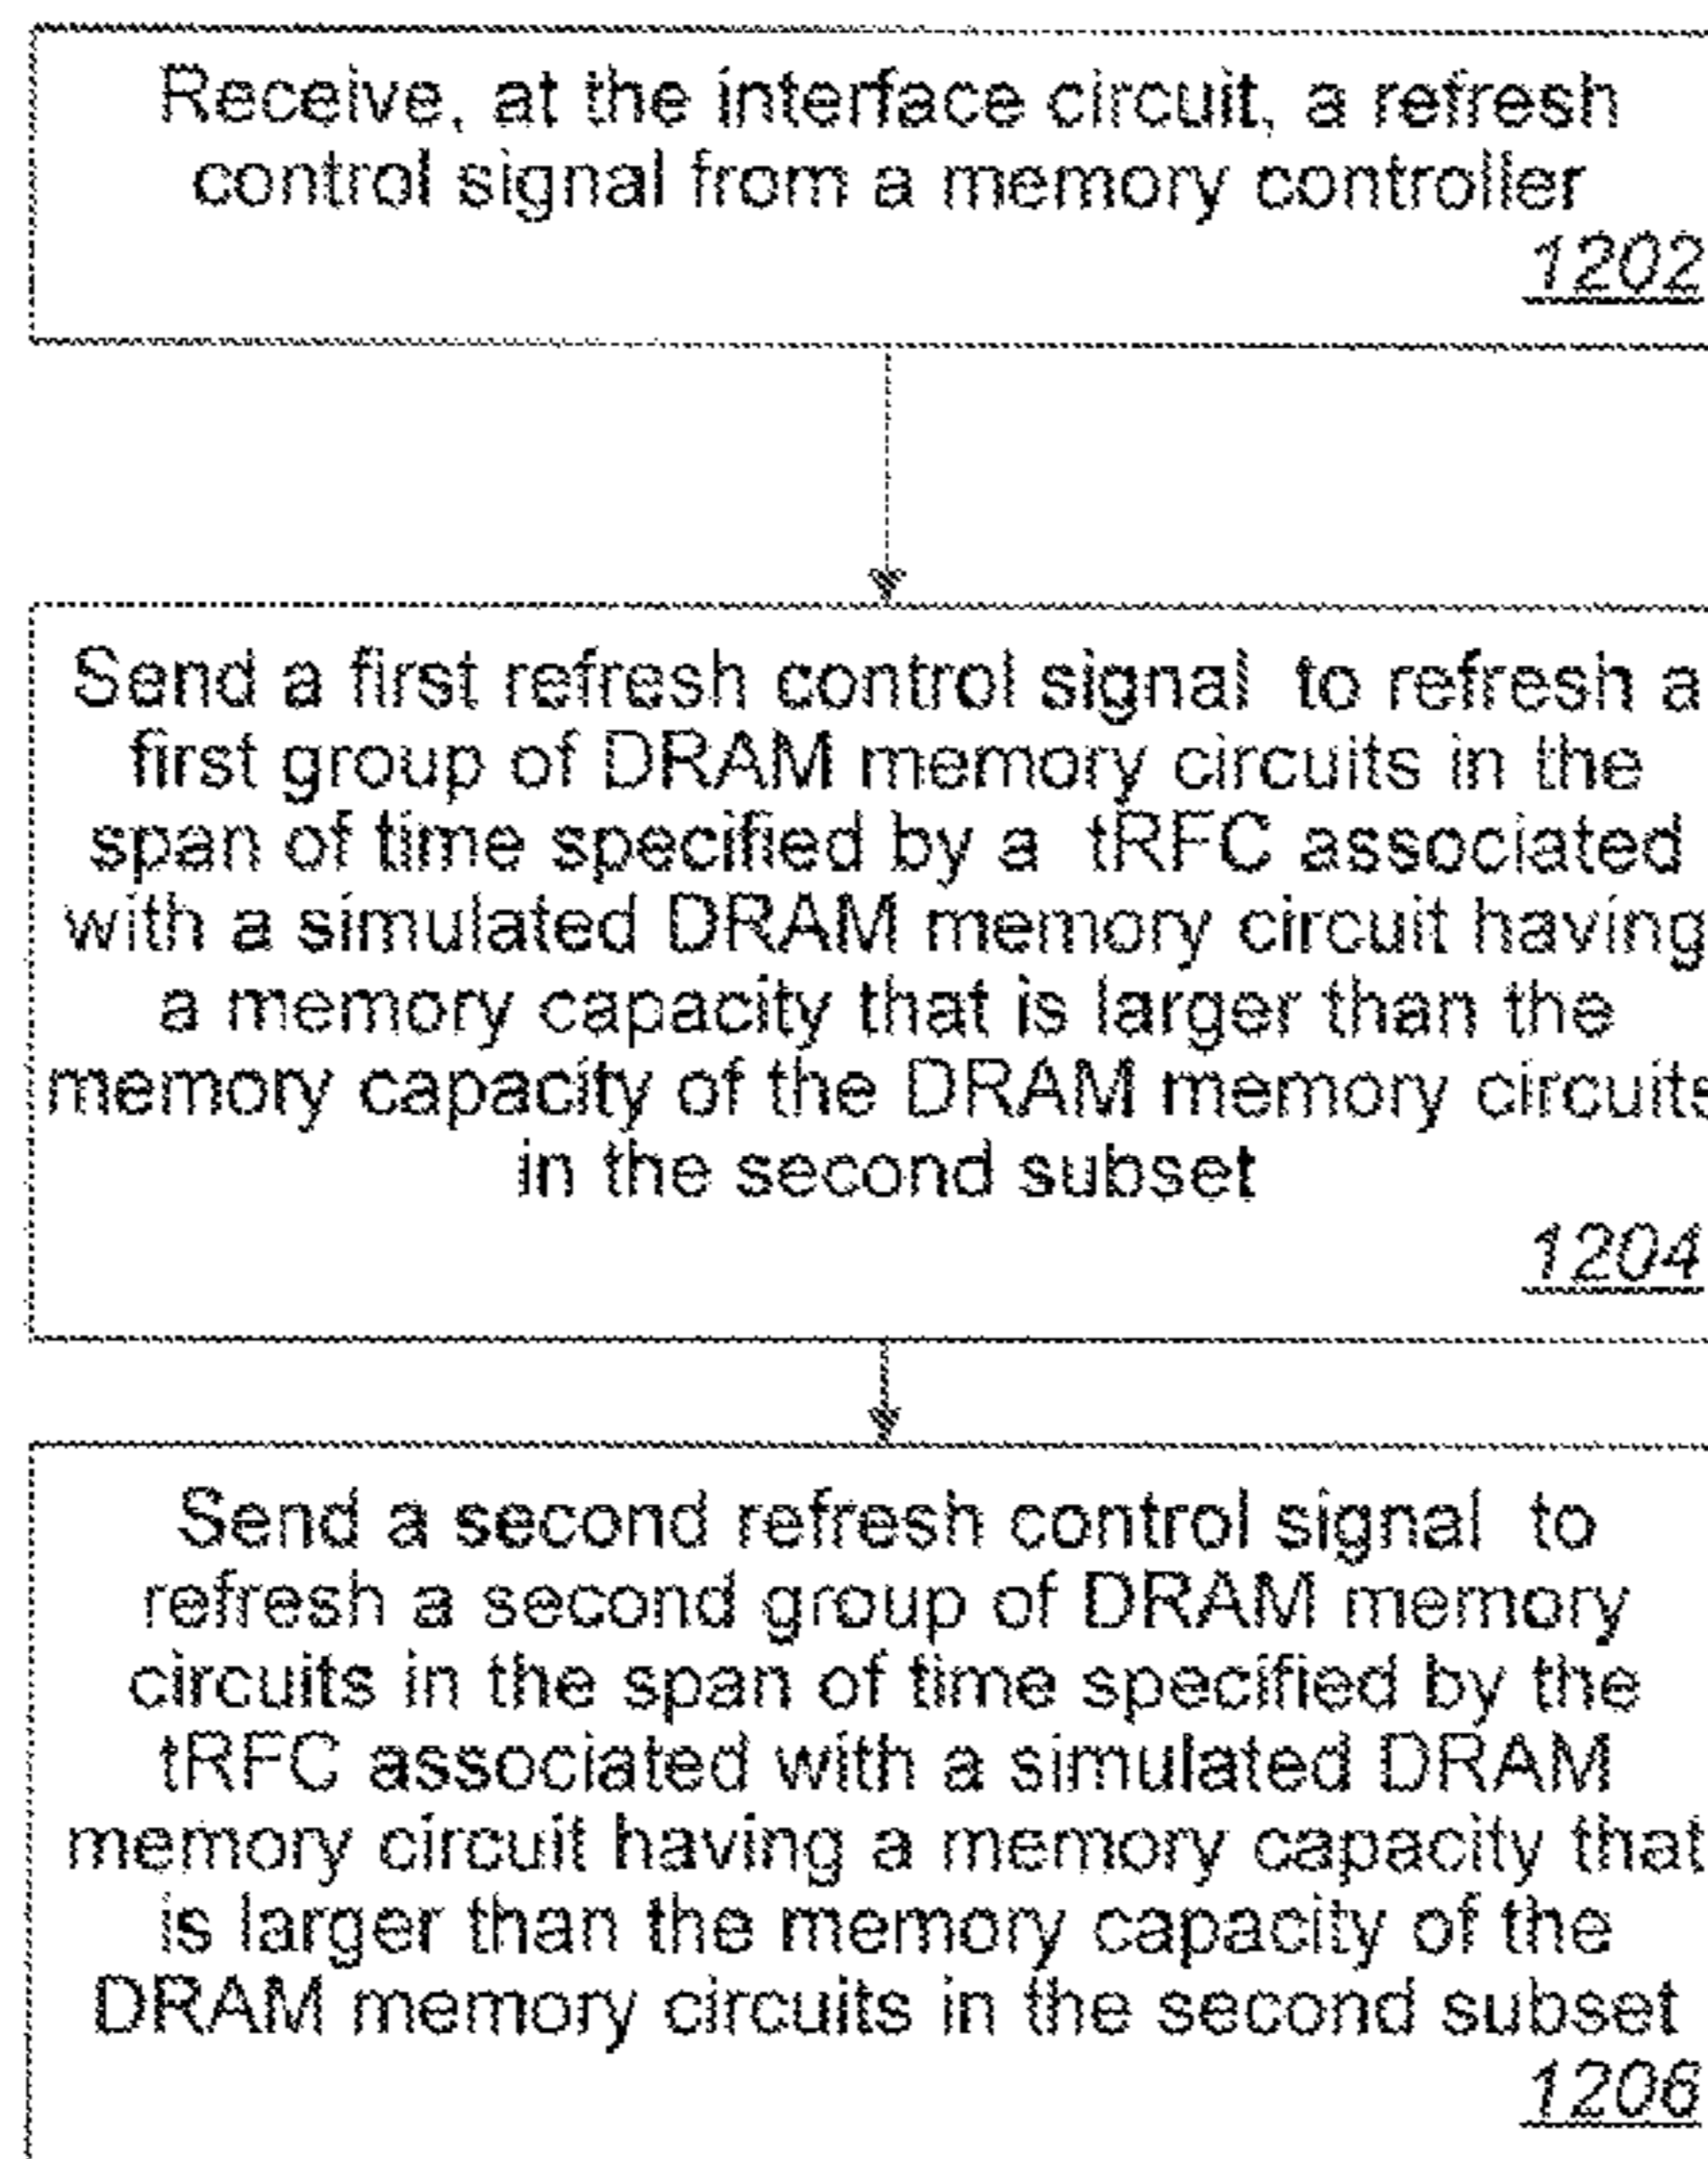 Receive, at the interface circuit, a refresh
control signal from a memory controller
1202
Send a first refresh control signal to refresh a
first group of DRAM memory circuits in the
span of time specified by a tRFC associated
with a simulated DRAM memory circuit having
a memory capacity that is larger than the
memory capacity of the DRAM memory circuits
in the second subset
1204
Send a second refresh control signal to
refresh a second group of DRAM memory
circuits in the span of time specified by the
tRFC associated with a simulated DRAM
memory circuit having a memory capacity that
is larger than the memory capacity of the
DRAM memory circuits in the second subset
1206